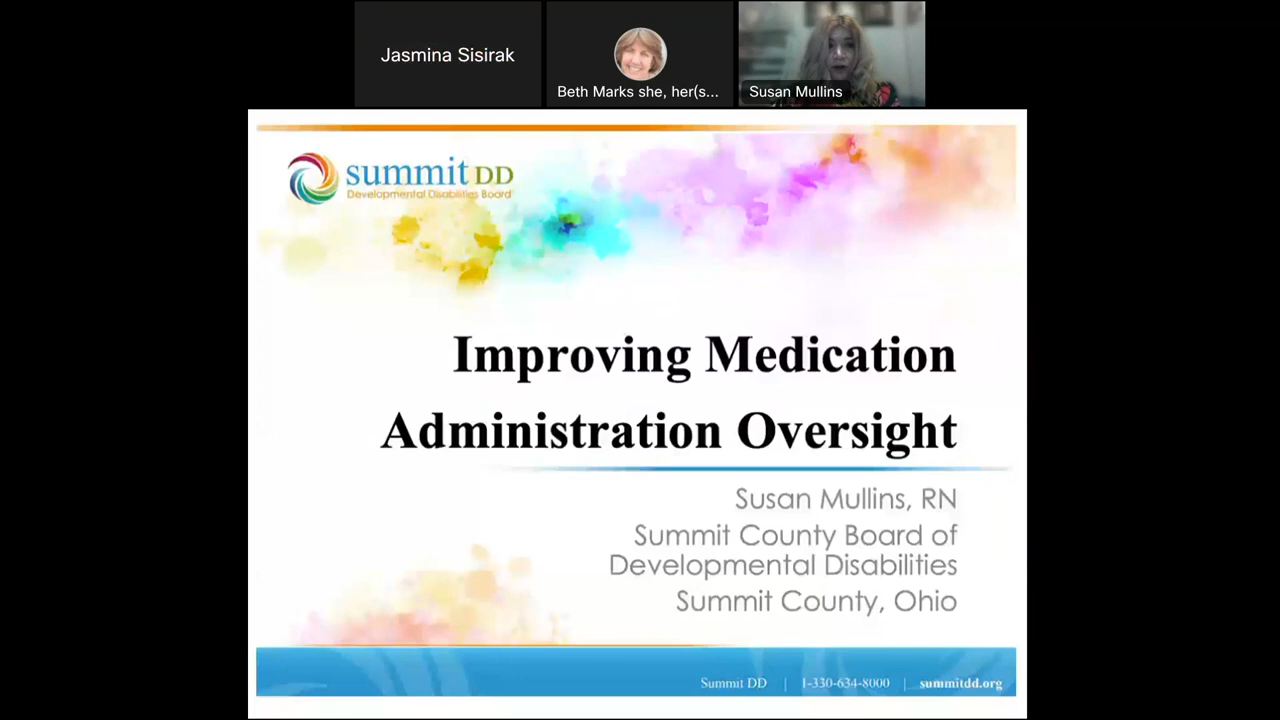 Jasmina Sisirak
Beth Marks she, her(s...
Susan Mullins
summit DD
Developmental Disabilities Board
Improving Medication
Administration Oversight
Susan Mullins, RN
Summit County Board of
Developmental Disabilities
Summit County, Ohio
Summit DD | 1-330-634-8000 | summitdd.org